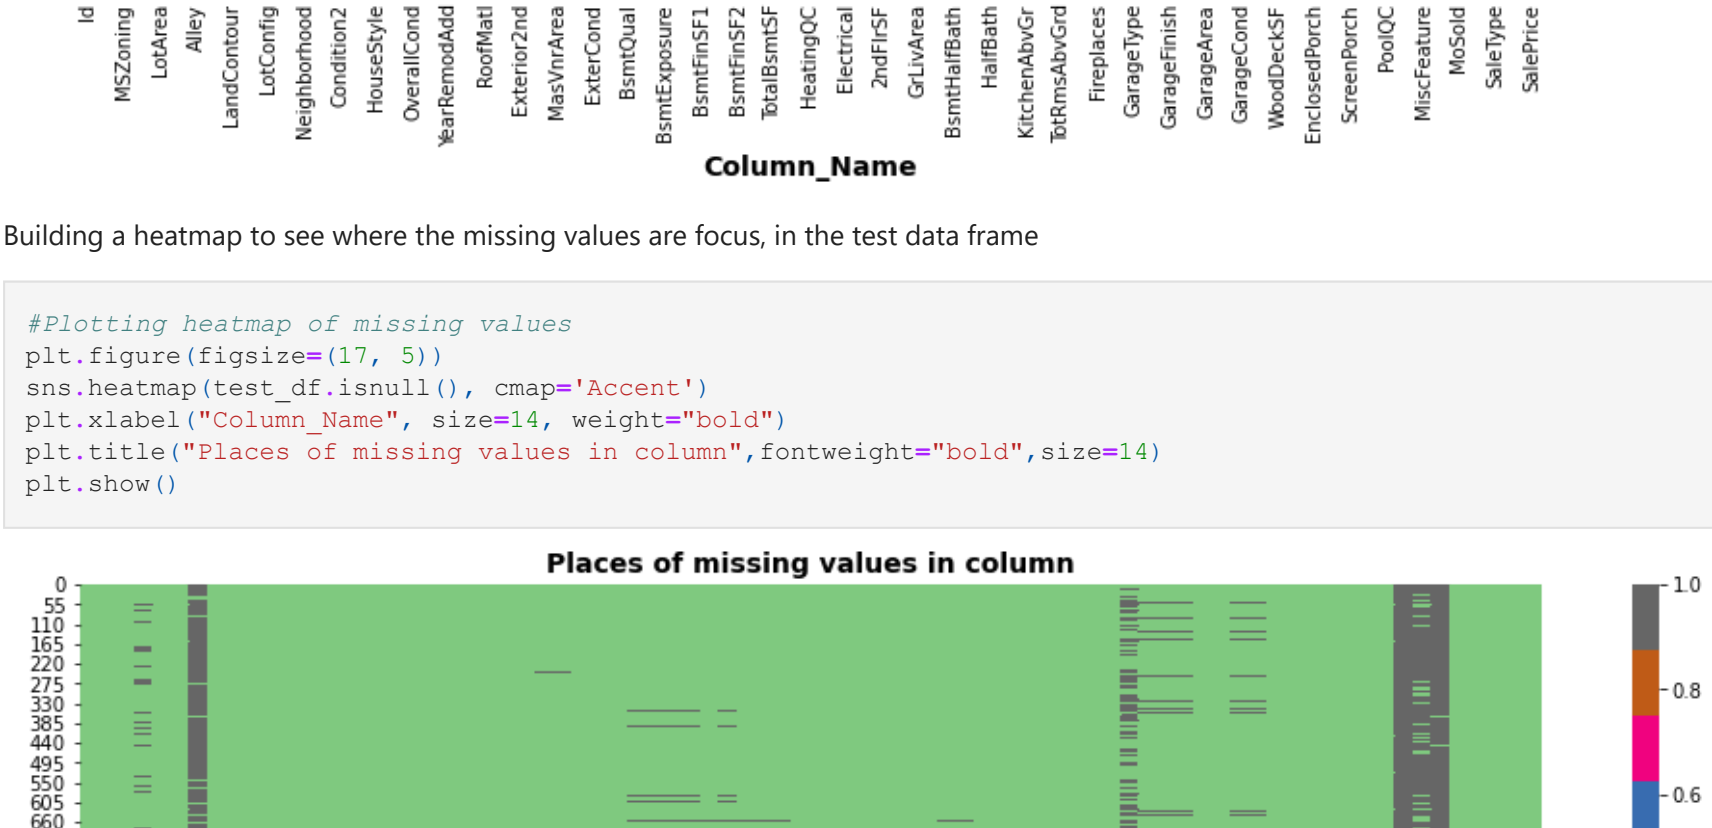 Id MSZoning LotArea Alley LandContour LotConfig Neighborhood Condition2 HouseStyle OverallCond YearRemodAdd RoofMatl Exterior2nd MasVnrArea ExterCond BsmtQual BsmtExposure BsmtFinSF1 BsmtFinSF2 TotalBsmtSF HeatingQC Electrical 2ndFlrSF GrLivArea BsmtHalfBath HalfBath KitchenAbvGr TotRmsAbvGrd Fireplaces GarageType GarageFinish GarageArea GarageCond WoodDeckSF EnclosedPorch ScreenPorch PoolQC MiscFeature MoSold SaleType SalePrice
Column_Name
Building a heatmap to see where the missing values are focus, in the test data frame
#Plotting heatmap of missing values
plt.figure(figsize=(17, 5))
sns.heatmap(test_df.isnull(), cmap='Accent')
plt.xlabel("Column_Name", size=14, weight="bold")
plt.title("Places of missing values in column",fontweight="bold",size=14)
plt.show()
Places of missing values in column
0
55
110
165
220
275
330
385
440
495
550
605
660
1.0
0.8
0.6